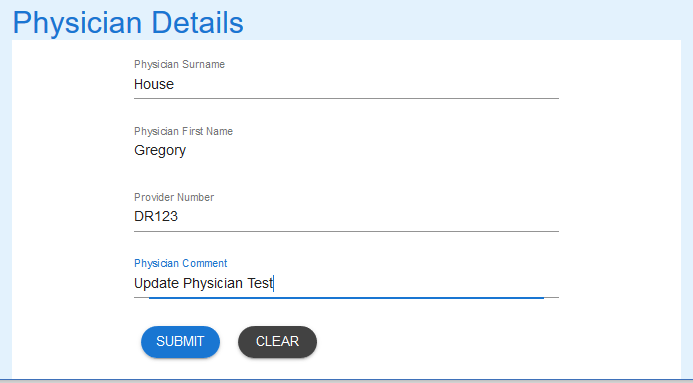 Physician Details
Physician Surname
House
Physician First Name
Gregory
Provider Number
DR123
Physician Comment
Update Physician Test
SUBMIT CLEAR